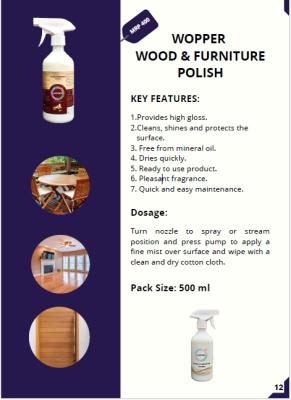 MRP 400
WOPPER
WOOD & FURNITURE
POLISH
KEY FEATURES:
1.Provides high gloss.
2.Cleans, shines and protects the
surface.
3. Free from mineral oil.
4. Dries quickly.
5. Ready to use product.
6. Pleasant fragrance.
7. Quick and easy maintenance.
Dosage:
Turn nozzle to spray or stream
position and press pump to apply a
fine mist over surface and wipe with a
clean and dry cotton cloth.
Pack Size: 500 ml
12